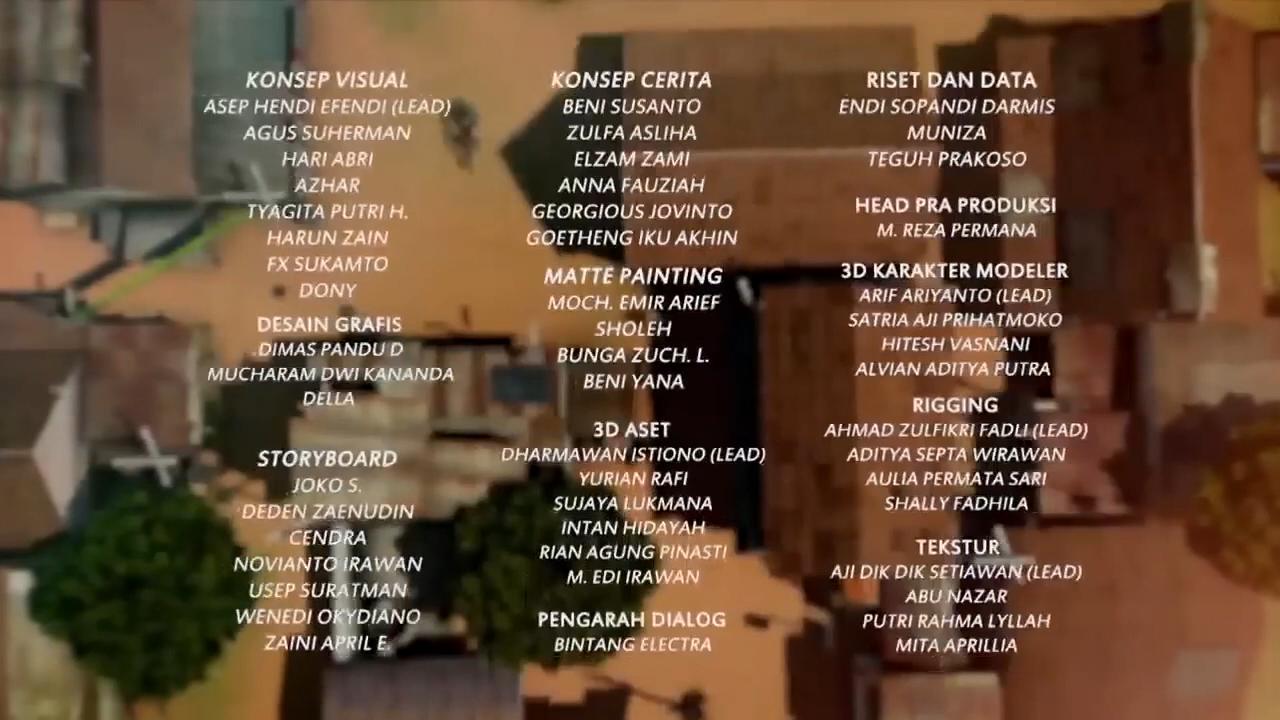 KONSEP VISUAL
ASEP HENDI EFENDI (LEAD)
AGUS SUHERMAN
HARI ABRI
AZHAR
TYAGITA PUTRI H.
HARUN ZAIN
FX SUKAMTO
DONY
DESAIN GRAFIS
DIMAS PANDU D
MUCHARAM DWI KANANDA
DELLA
STORYBOARD
JOKO S.
DEDEN ZAENUDIN
CENDRA
NOVIANTO IRAWAN
USEP SURATMAN
WENEDI OKYDIANO
ZAINI APRIL E.
KONSEP CERITA
BENI SUSANTO
ZULFA ASLIHA
ELZAM ZAMI
ANNA FAUZIAH
GEORGIOUS JOVINTO
GOETHENG IKU AKHIN
MATTE PAINTING
MOCH. EMIR ARIEF
SHOLEH
BUNGA ZUCH. L.
BENI YANA
3D ASET
DHARMAWAN ISTIONO (LEAD)
YURIAN RAFI
SUJAYA LUKMANA
INTAN HIDAYAH
RIAN AGUNG PINASTI
M. EDI IRAWAN
PENGARAH DIALOG
BINTANG ELECTRA
RISET DAN DATA
ENDI SOPANDI DARMIS
MUNIZA
TEGUH PRAKOSO
HEAD PRA PRODUKSI
M. REZA PERMANA
3D KARAKTER MODELER
ARIF ARIYANTO (LEAD)
SATRIA AJI PRIHATMOKO
HITESH VASNANI
ALVIAN ADITYA PUTRA
RIGGING
AHMAD ZULFIKRI FADLI (LEAD)
ADITYA SEPTA WIRAWAN
AULIA PERMATA SARI
SHALLY FADHILA
TEKSTUR
AJI DIK DIK SETIAWAN (LEAD)
ABU NAZAR
PUTRI RAHMA LYLLAH
MITA APRILLIA